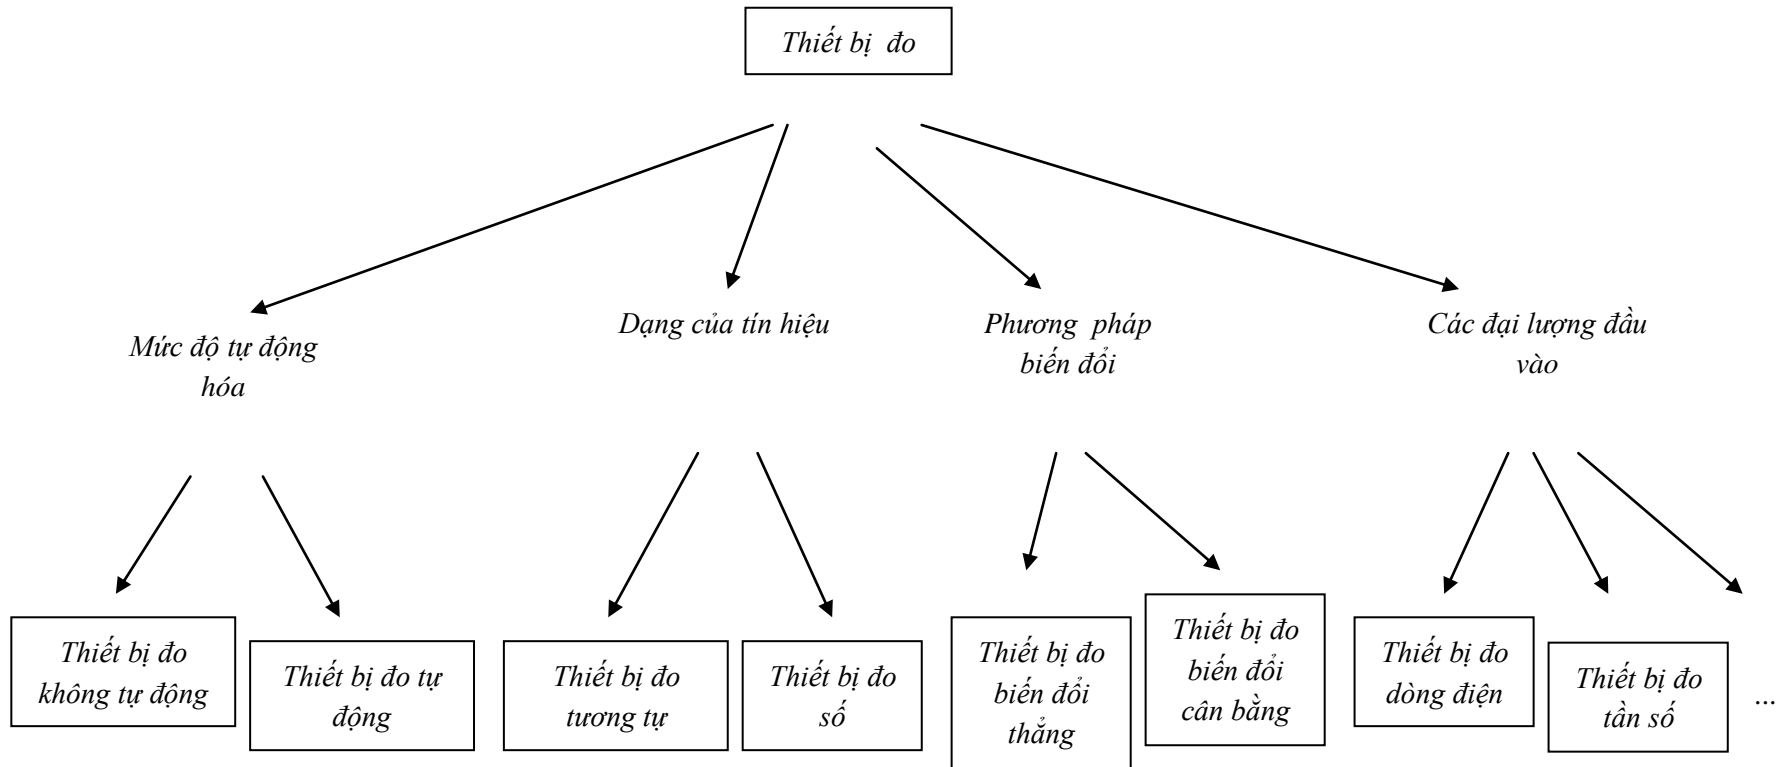 Thiết bị đo
Mức độ tự động
hóa
Dạng của tín hiệu
Phương pháp
biến đổi
Các đại lượng đầu
vào
Thiết bị đo
không tự động
Thiết bị đo tự
động
Thiết bị đo
tương tự
Thiết bị đo
số
Thiết bị đo
biến đổi
thẳng
Thiết bị đo
biến đổi
cân bằng
Thiết bị đo
dòng điện
Thiết bị đo
tần số
...